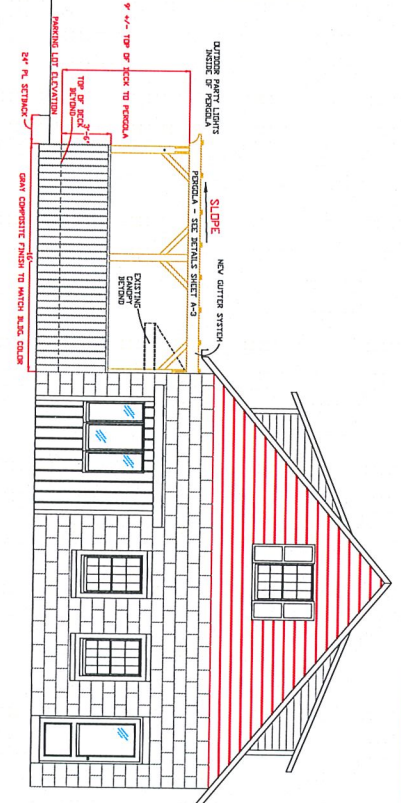 OUTDOOR PARTY LIGHTS
INSIDE OF PERGOLA
SLOPE
NEW GUTTER SYSTEM
PERGOLA - SEE DETAILS SHEET A-3
9' +/- TOP OF DECK TO PERGOLA
EXISTING
CANOPY
BEYOND
3'-6"
TOP OF DECK
BEYOND
PARKING LOT ELEVATION
24" PL SETBACK
16'
GRAY COMPOSITE FINISH TO MATCH BLDG COLOR